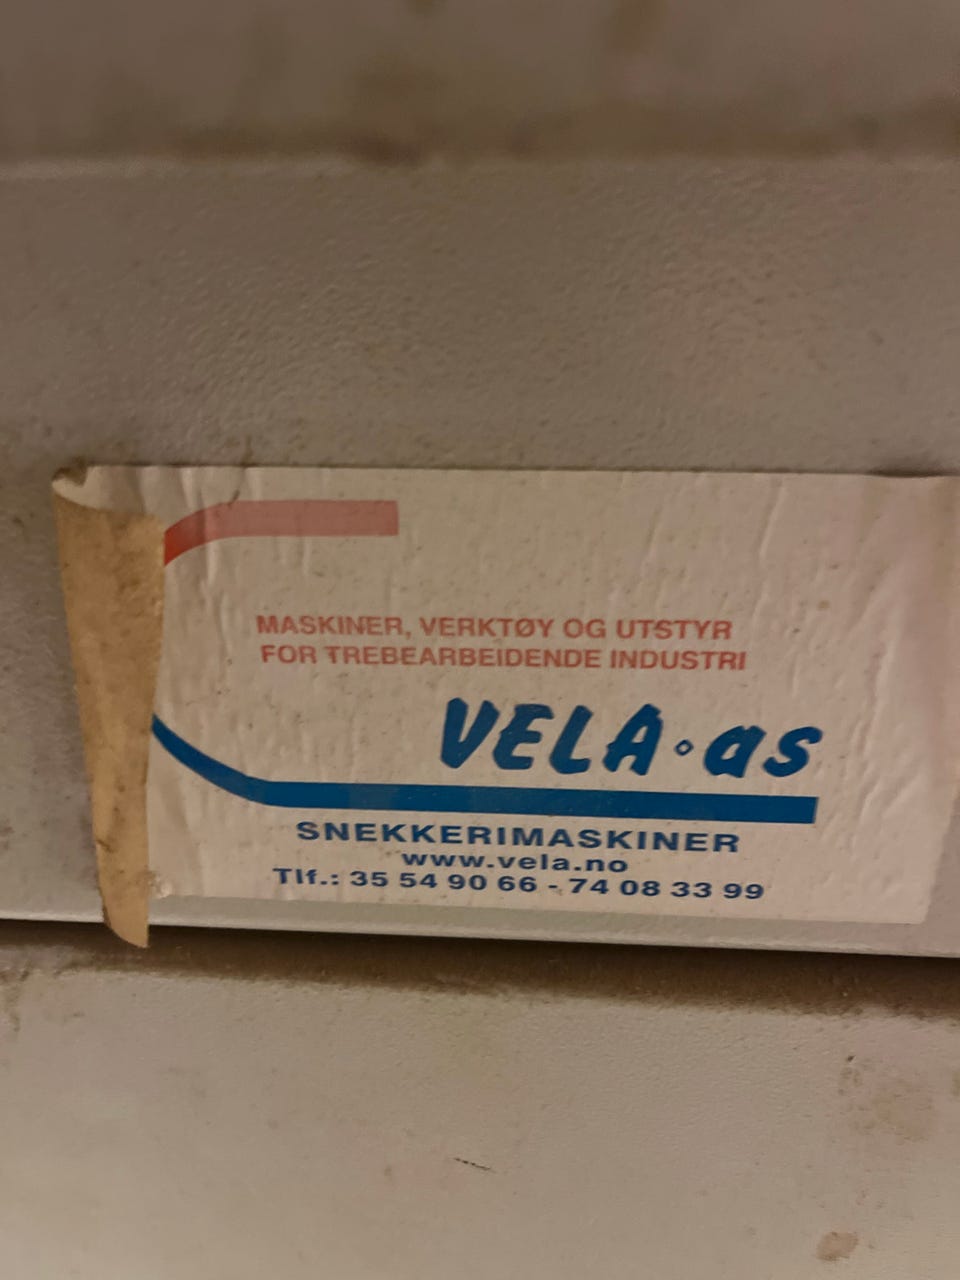 MASKINER, VERKTØY OG UTSTYR
FOR TREBEARBEIDENDE INDUSTRI
VELA • as
SNEKKERIMASKINER
www.vela.no
Tlf.: 35 54 90 66 - 74 08 33 99